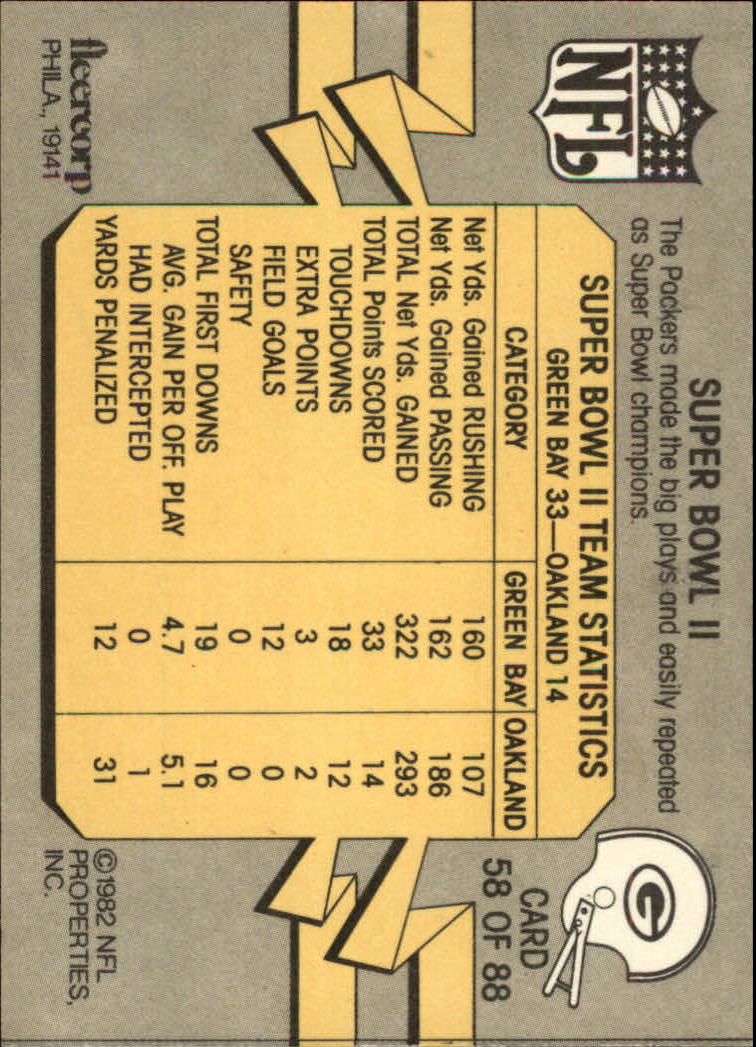 NFL
SUPER BOWL II
The Packers made the big plays and easily repeated
as Super Bowl champions.
G
CARD
58 OF 88
SUPER BOWL II TEAM STATISTICS
GREEN BAY 33—OAKLAND 14
CATEGORY GREEN BAY OAKLAND
Net Yds. Gained RUSHING 160 107
Net Yds. Gained PASSING 162 186
TOTAL Net Yds. GAINED 322 293
TOTAL Points SCORED 33 14
TOUCHDOWNS 18 12
EXTRA POINTS 3 2
FIELD GOALS 12 0
SAFETY 0 0
TOTAL FIRST DOWNS 19 16
AVG. GAIN PER OFF. PLAY 4.7 5.1
HAD INTERCEPTED 0 1
YARDS PENALIZED 12 31
fleercorp
PHILA., 19141
©1982 NFL
PROPERTIES,
INC.